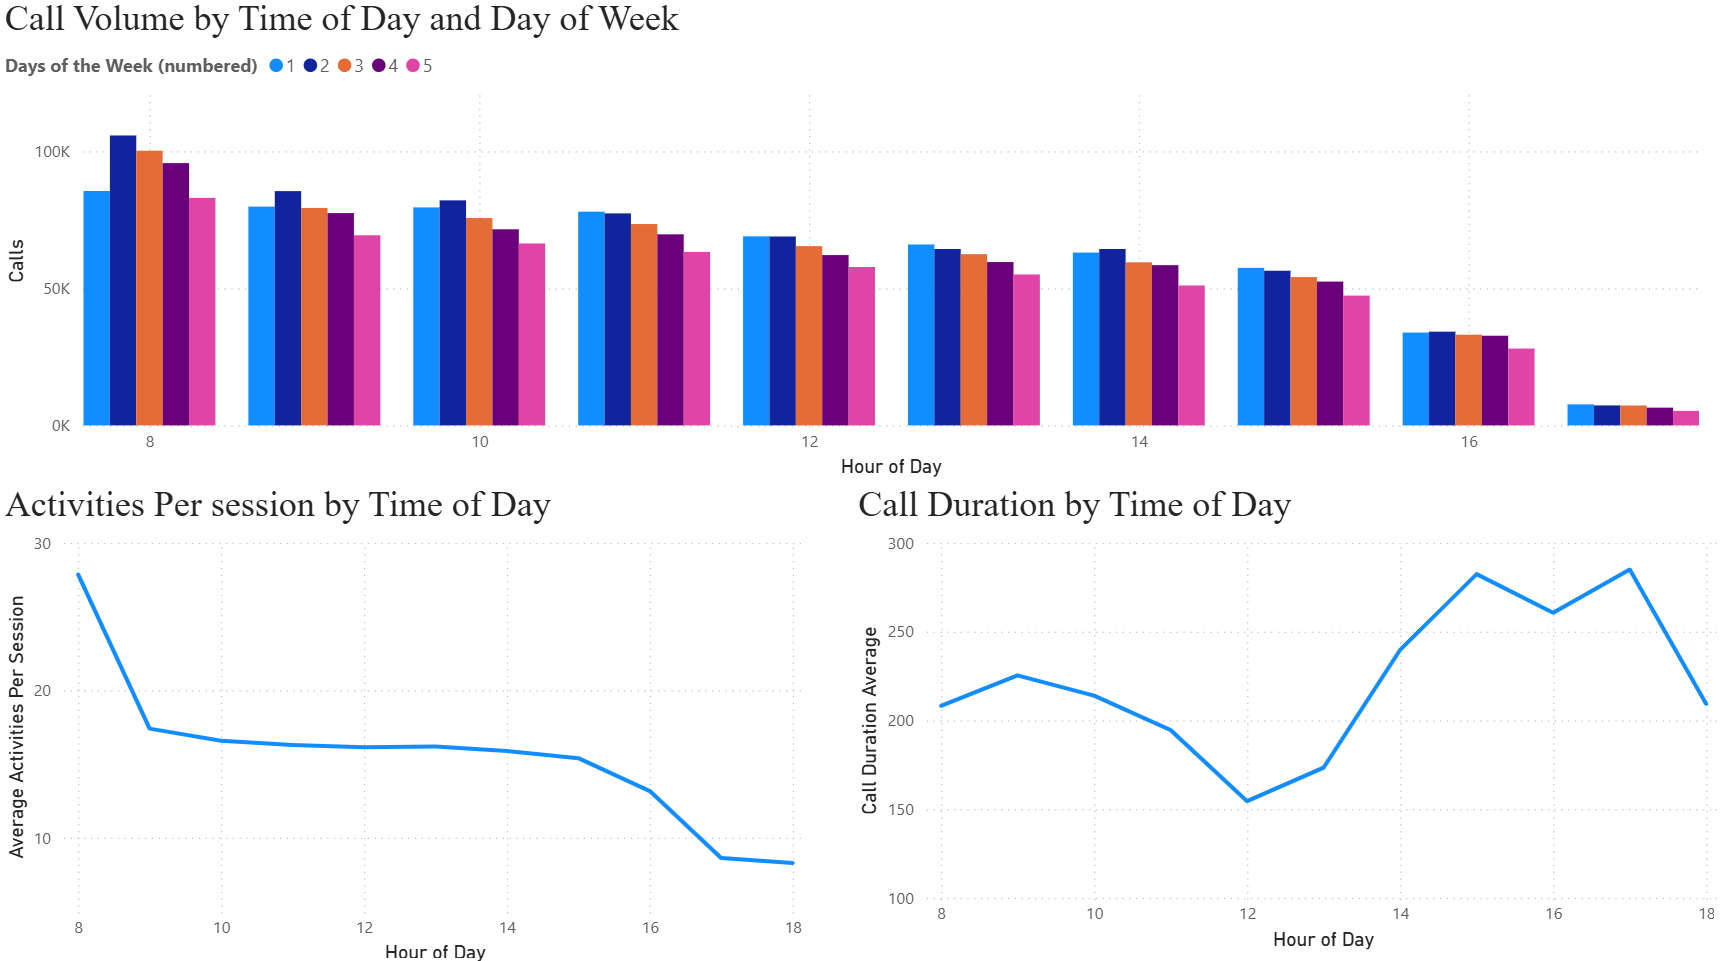 Call Volume by Time of Day and Day of Week
Days of the Week (numbered) 1 2 3 4 5
100K
50K
0K
Calls
8 10 12 14 16
Hour of Day
Activities Per session by Time of Day
30
20
10
Average Activities Per Session
8 10 12 14 16 18
Hour of Day
Call Duration by Time of Day
300
250
200
150
100
Call Duration Average
8 10 12 14 16 18
Hour of Day